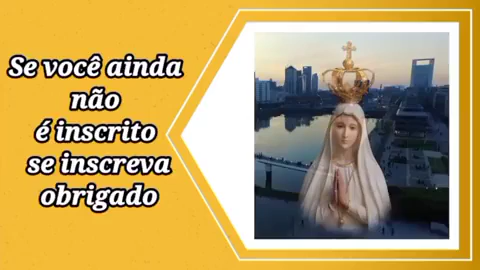 Se você ainda
não
é inscrito
se inscreva
obrigado